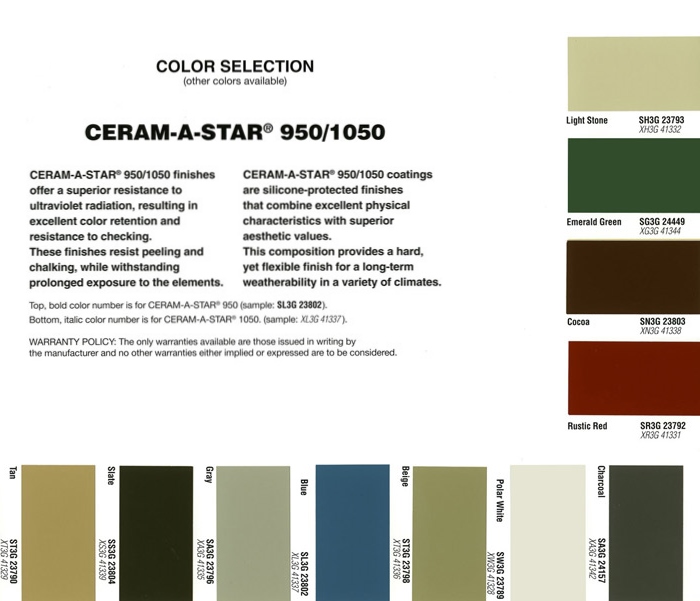 COLOR SELECTION
(other colors available)
CERAM-A-STAR® 950/1050
CERAM-A-STAR® 950/1050 finishes
offer a superior resistance to
ultraviolet radiation, resulting in
excellent color retention and
resistance to checking.
These finishes resist peeling and
chalking, while withstanding
prolonged exposure to the elements.
CERAM-A-STAR® 950/1050 coatings
are silicone-protected finishes
that combine excellent physical
characteristics with superior
aesthetic values.
This composition provides a hard,
yet flexible finish for a long-term
weatherability in a variety of climates.
Top, bold color number is for CERAM-A-STAR® 950 (sample: SL3G 23802).
Bottom, italic color number is for CERAM-A-STAR® 1050. (sample: XL3G 41337).
WARRANTY POLICY: The only warranties available are those issued in writing by
the manufacturer and no other warranties either implied or expressed are to be considered.
Light Stone SH3G 23793
XH3G 41332
Emerald Green SG3G 24449
XG3G 41344
Cocoa SN3G 23803
XN3G 41338
Rustic Red SR3G 23792
XR3G 41331
Tan ST3G 23790
XT3G 41329
Slate SS3G 23804
XS3G 41339
Gray SA3G 23796
XA3G 41335
Blue SL3G 23802
XL3G 41337
Beige ST3G 23798
XT3G 41336
Polar White SW3G 23789
XW3G 41328
Charcoal SA3G 24157
XA3G 41342